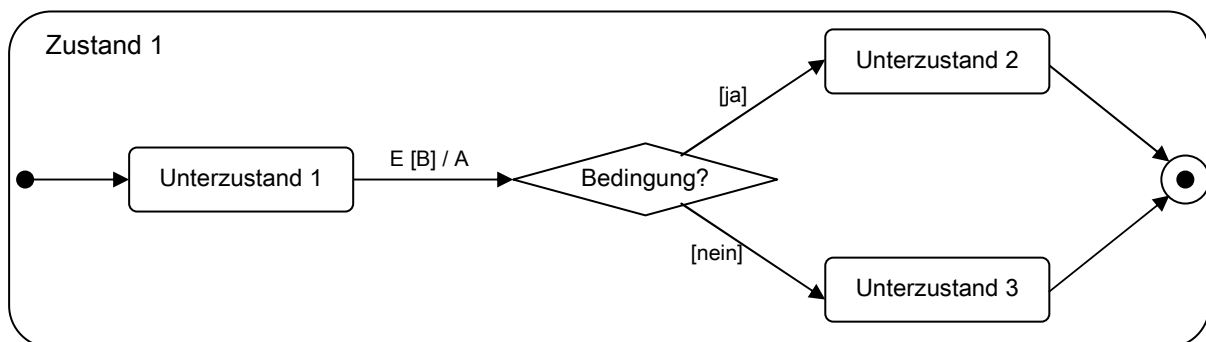 Zustand 1
Unterzustand 1
E [B] / A
Bedingung?
[ja]
Unterzustand 2
[nein]
Unterzustand 3